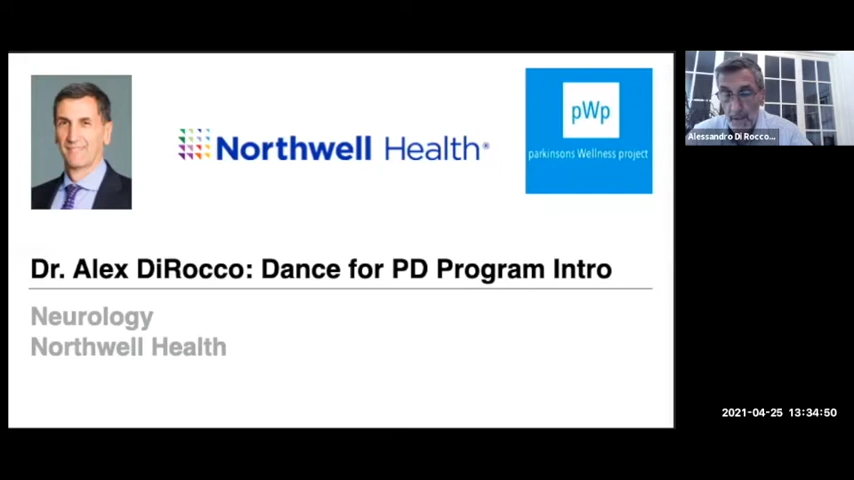 Northwell Health®
pWp
parkinsons Wellness project
Dr. Alex DiRocco: Dance for PD Program Intro
Neurology
Northwell Health
Alessandro Di Rocco...
2021-04-25 13:34:50